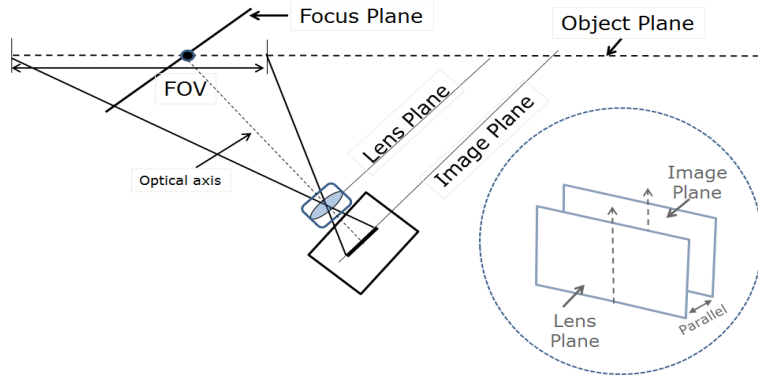 Focus Plane
Object Plane
FOV
Lens Plane
Image Plane
Optical axis
Image
Plane
Lens
Plane
Parallel